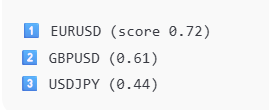 1️⃣ EURUSD (score 0.72)
2️⃣ GBPUSD (0.61)
3️⃣ USDJPY (0.44)